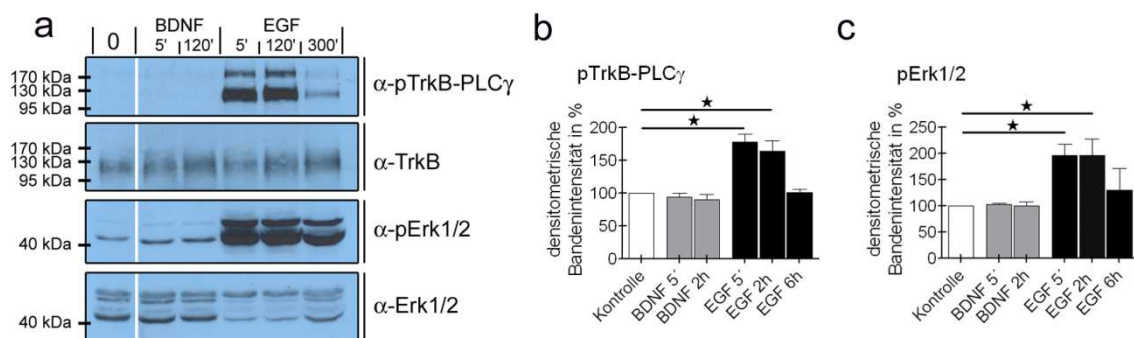 a
BDNF EGF
0 5' 120' 5' 120' 300'
170 kDa
130 kDa
95 kDa
α-pTrkB-PLCγ
170 kDa
130 kDa
95 kDa
α-TrkB
40 kDa
α-pErk1/2
40 kDa
α-Erk1/2
b
pTrkB-PLCγ
densitometrische
Bandenintensität in %
200
150
100
50
0
★
★
Kontrolle
BDNF 5´
BDNF 2h
EGF 5´
EGF 2h
EGF 6h
c
pErk1/2
densitometrische
Bandenintensität in %
250
200
150
100
50
0
★
★
Kontrolle
BDNF 5´
BDNF 2h
EGF 5´
EGF 2h
EGF 6h